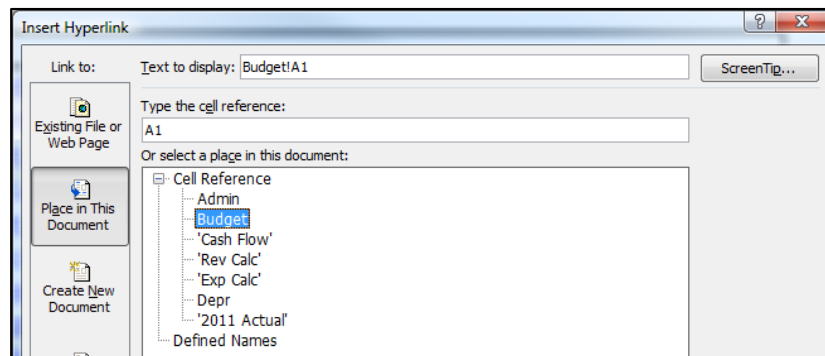 Insert Hyperlink
Link to:
Text to display: Budget!A1
ScreenTip...
Existing File or
Web Page
Type the cell reference:
A1
Or select a place in this document:
Place in This
Document
Cell Reference
Admin
Budget
'Cash Flow'
'Rev Calc'
'Exp Calc'
Depr
'2011 Actual'
Defined Names
Create New
Document